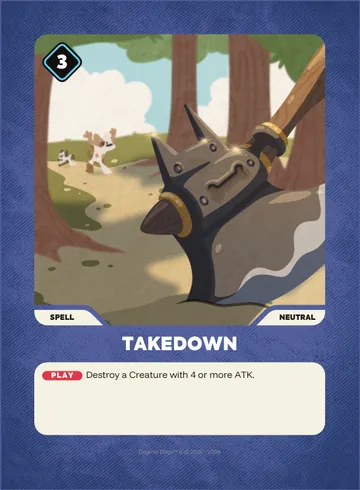 3
SPELL
NEUTRAL
TAKEDOWN
PLAY Destroy a Creature with 4 or more ATK.